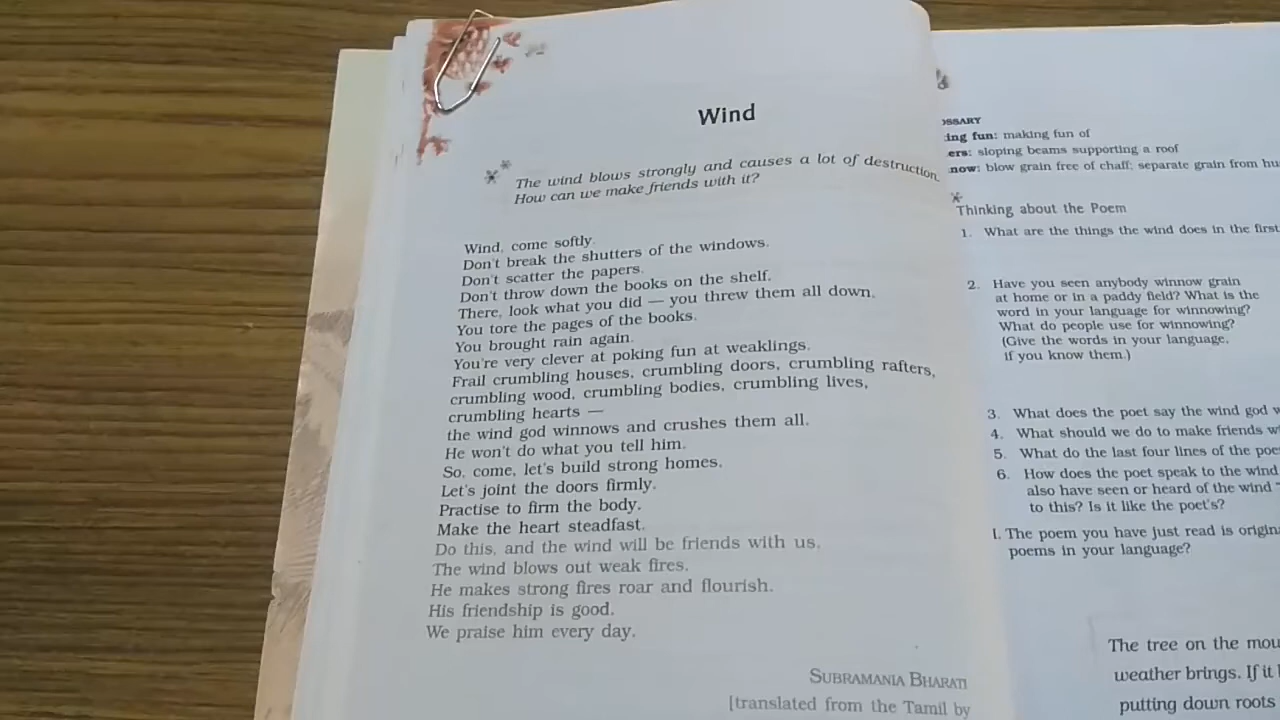 Wind
The wind blows strongly and causes a lot of destruction.
How can we make friends with it?
Wind, come softly.
Don't break the shutters of the windows.
Don't scatter the papers.
Don't throw down the books on the shelf.
There, look what you did — you threw them all down.
You tore the pages of the books.
You brought rain again.
You're very clever at poking fun at weaklings.
Frail crumbling houses, crumbling doors, crumbling rafters,
crumbling wood, crumbling bodies, crumbling lives,
crumbling hearts —
the wind god winnows and crushes them all.
He won't do what you tell him.
So, come, let's build strong homes.
Let's joint the doors firmly.
Practise to firm the body.
Make the heart steadfast.
Do this, and the wind will be friends with us.
The wind blows out weak fires.
He makes strong fires roar and flourish.
His friendship is good.
We praise him every day.
SUBRAMANIA BHARATI
[translated from the Tamil by
fun: making fun of
sloping beams supporting a roof
blow grain free of chaff; separate grain from
Thinking about the Poem
1. What are the things the wind does in the first
2. Have you seen anybody winnow grain
at home or in a paddy field? What is the
word in your language for winnowing?
What do people use for winnowing?
(Give the words in your language,
if you know them.)
3. What does the poet say the wind god
4. What should we do to make friends
5. What do the last four lines of the
6. How does the poet speak to the wind
also have seen or heard of the wind
to this? Is it like the poet's?
I. The poem you have just read is
poems in your language?
The tree on the
weather brings. If it
putting down roots